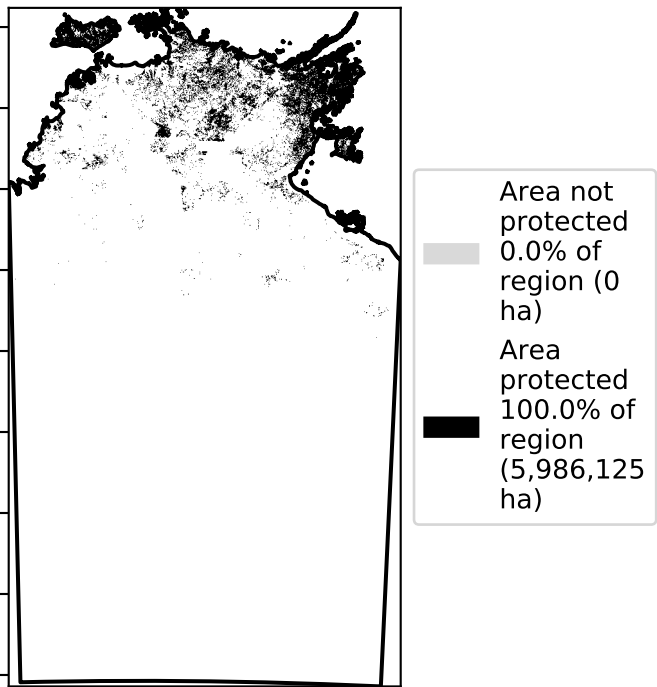 Area not
protected
0.0% of
region (0
ha)
Area
protected
100.0% of
region
(5,986,125
ha)